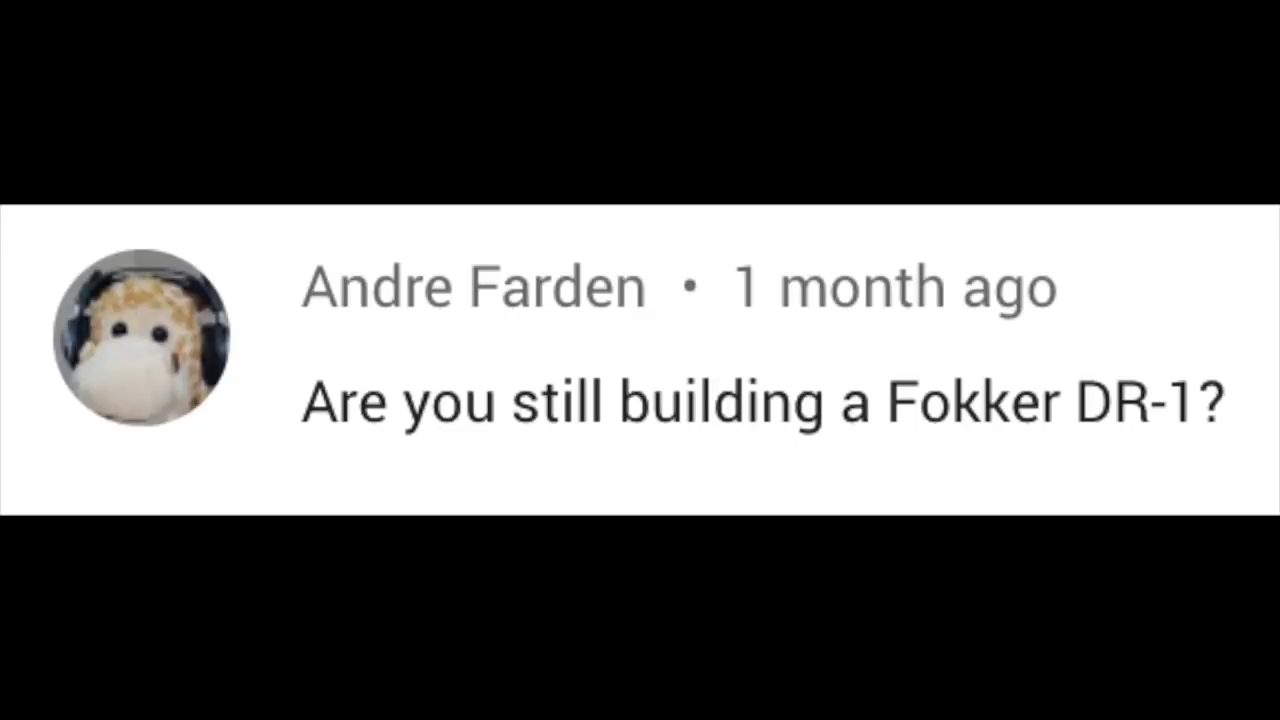 Andre Farden • 1 month ago
Are you still building a Fokker DR-1?